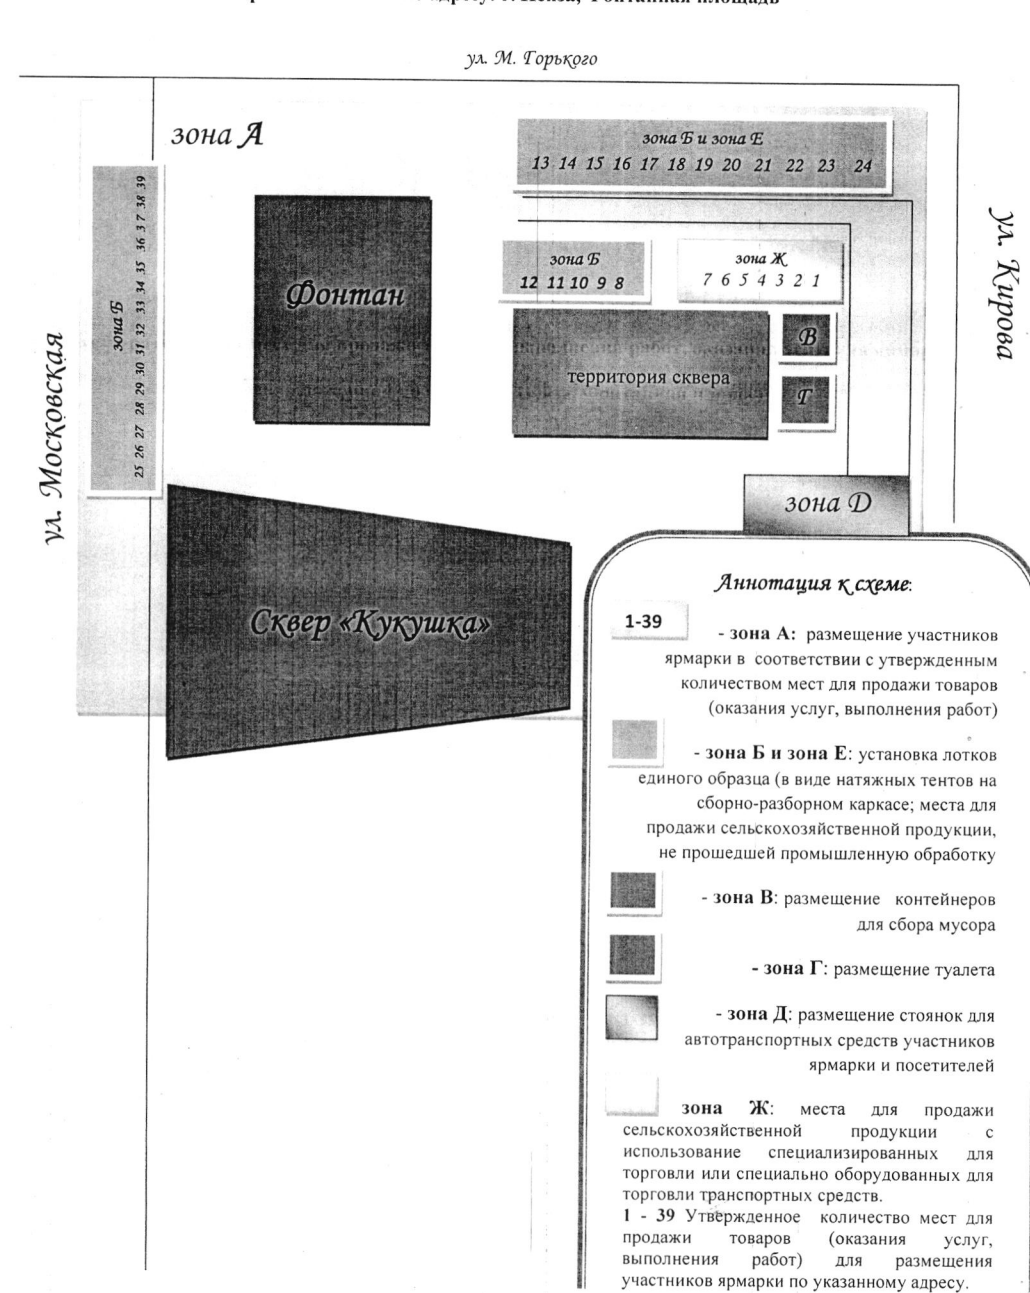 адресу: г. Пенза, Фонтанная площадь
ул. М. Горького
зона А
зона Б и зона Е
13 14 15 16 17 18 19 20 21 22 23 24
ул. Кирова
зона Б
12 11 10 9 8
зона Ж
7 6 5 4 3 2 1
Фонтан
территория сквера
В
Г
ул. Московская
зона Б
25 26 27 28 29 30 31 32 33 34 35 36 37 38 39
зона D
Сквер «Кукушка»
Аннотация к схеме:
1-39
- зона А: размещение участников
ярмарки в соответствии с утвержденным
количеством мест для продажи товаров
(оказания услуг, выполнения работ)
- зона Б и зона Е: установка лотков
единого образца (в виде натяжных тентов на
сборно-разборном каркасе; места для
продажи сельскохозяйственной продукции,
не прошедшей промышленную обработку
- зона В: размещение контейнеров
для сбора мусора
- зона Г: размещение туалета
- зона Д: размещение стоянок для
автотранспортных средств участников
ярмарки и посетителей
зона Ж: места для продажи
сельскохозяйственной продукции с
использование специализированных для
торговли или специально оборудованных для
торговли транспортных средств.
1 - 39 Утвержденное количество мест для
продажи товаров (оказания услуг,
выполнения работ) для размещения
участников ярмарки по указанному адресу.